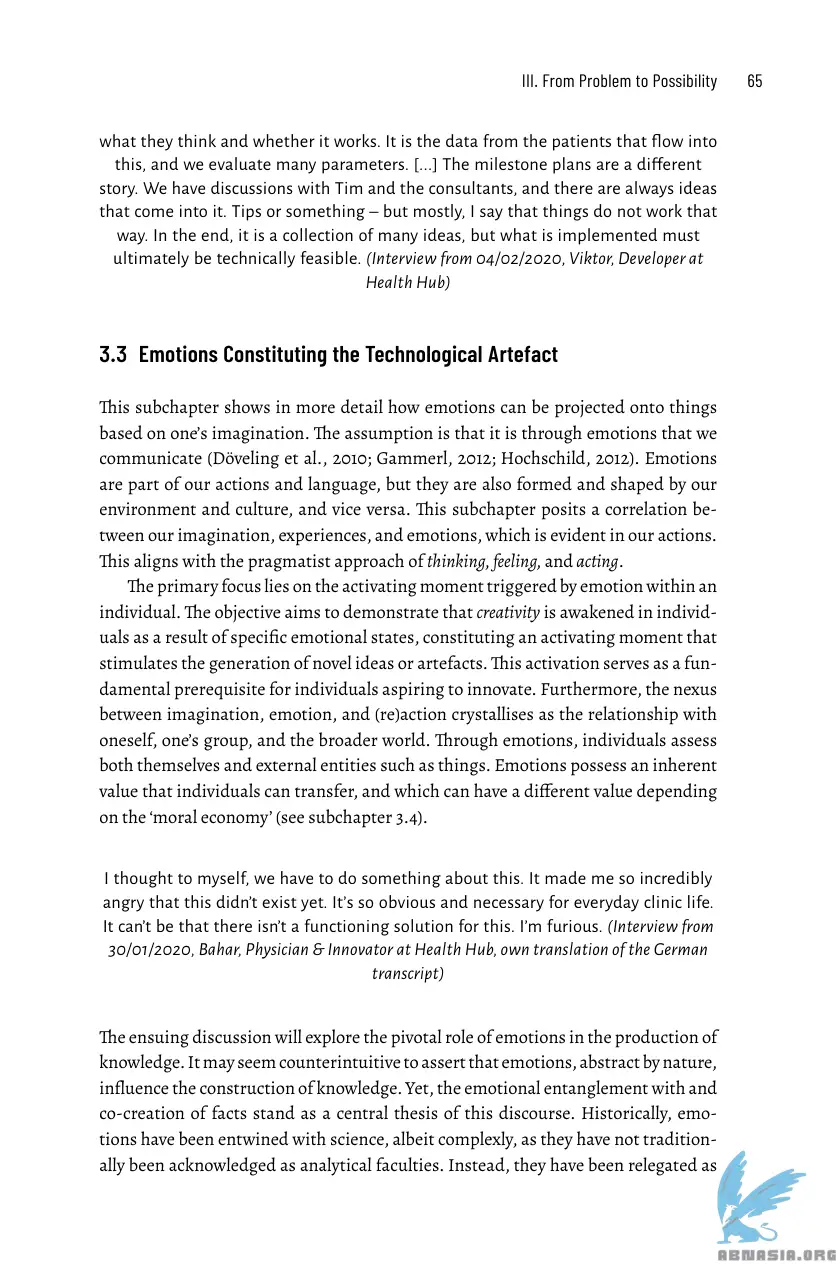 III. From Problem to Possibility 65
what they think and whether it works. It is the data from the patients that flow into
this, and we evaluate many parameters. [...] The milestone plans are a different
story. We have discussions with Tim and the consultants, and there are always ideas
that come into it. Tips or something – but mostly, I say that things do not work that
way. In the end, it is a collection of many ideas, but what is implemented must
ultimately be technically feasible. (Interview from 04/02/2020, Viktor, Developer at
Health Hub)
3.3 Emotions Constituting the Technological Artefact
This subchapter shows in more detail how emotions can be projected onto things
based on one’s imagination. The assumption is that it is through emotions that we
communicate (Döveling et al., 2010; Gammerl, 2012; Hochschild, 2012). Emotions
are part of our actions and language, but they are also formed and shaped by our
environment and culture, and vice versa. This subchapter posits a correlation be-
tween our imagination, experiences, and emotions, which is evident in our actions.
This aligns with the pragmatist approach of thinking, feeling, and acting.
The primary focus lies on the activating moment triggered by emotion within an
individual. The objective aims to demonstrate that creativity is awakened in individ-
uals as a result of specific emotional states, constituting an activating moment that
stimulates the generation of novel ideas or artefacts. This activation serves as a fun-
damental prerequisite for individuals aspiring to innovate. Furthermore, the nexus
between imagination, emotion, and (re)action crystallises as the relationship with
oneself, one’s group, and the broader world. Through emotions, individuals assess
both themselves and external entities such as things. Emotions possess an inherent
value that individuals can transfer, and which can have a different value depending
on the ‘moral economy’ (see subchapter 3.4).
I thought to myself, we have to do something about this. It made me so incredibly
angry that this didn’t exist yet. It’s so obvious and necessary for everyday clinic life.
It can’t be that there isn’t a functioning solution for this. I’m furious. (Interview from
30/01/2020, Bahar, Physician & Innovator at Health Hub, own translation of the German
transcript)
The ensuing discussion will explore the pivotal role of emotions in the production of
knowledge. It may seem counterintuitive to assert that emotions, abstract by nature,
influence the construction of knowledge. Yet, the emotional entanglement with and
co-creation of facts stand as a central thesis of this discourse. Historically, emo-
tions have been entwined with science, albeit complexly, as they have not tradition-
ally been acknowledged as analytical faculties. Instead, they have been relegated as
ABNASIA.ORG